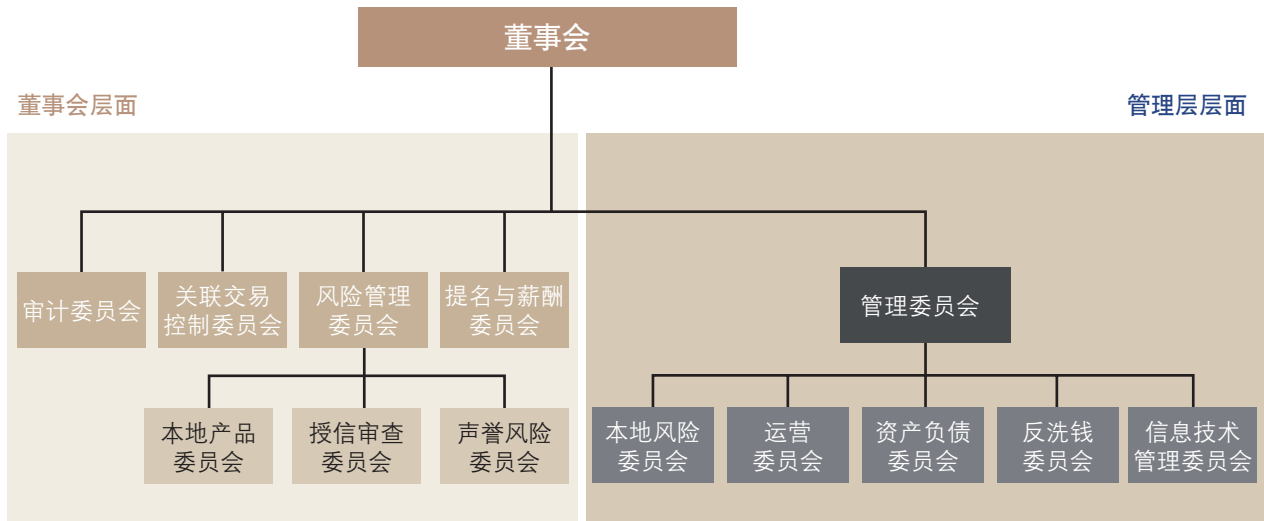 董事会
董事会层面
管理层层面
审计委员会
关联交易
控制委员会
风险管理
委员会
提名与薪酬
委员会
管理委员会
本地产品
委员会
授信审查
委员会
声誉风险
委员会
本地风险
委员会
运营
委员会
资产负债
委员会
反洗钱
委员会
信息技术
管理委员会